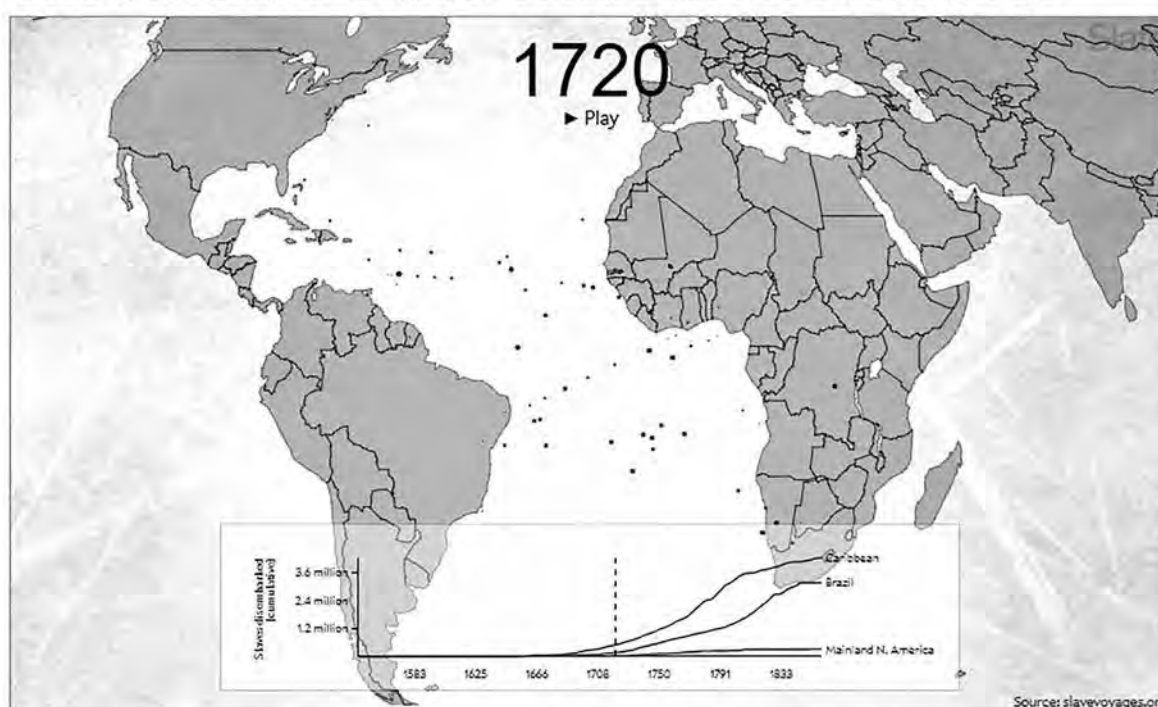 Slav
1720
► Play
Slaves disembarked
(cumulative)
3.6 million
2.4 million
1.2 million
Caribbean
Brazil
Mainland N. America
1583 1625 1666 1708 1750 1791 1833
Source: slavevoyages.or